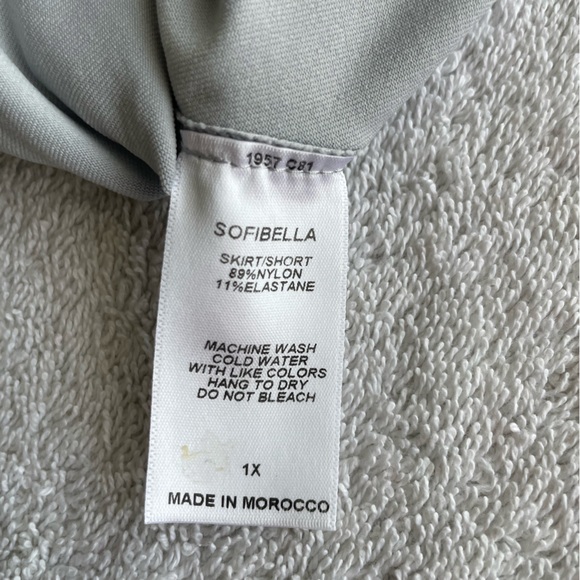 1957 C81
SOFIBELLA
SKIRT/SHORT
89%NYLON
11%ELASTANE
MACHINE WASH
COLD WATER
WITH LIKE COLORS
HANG TO DRY
DO NOT BLEACH
1X
MADE IN MOROCCO